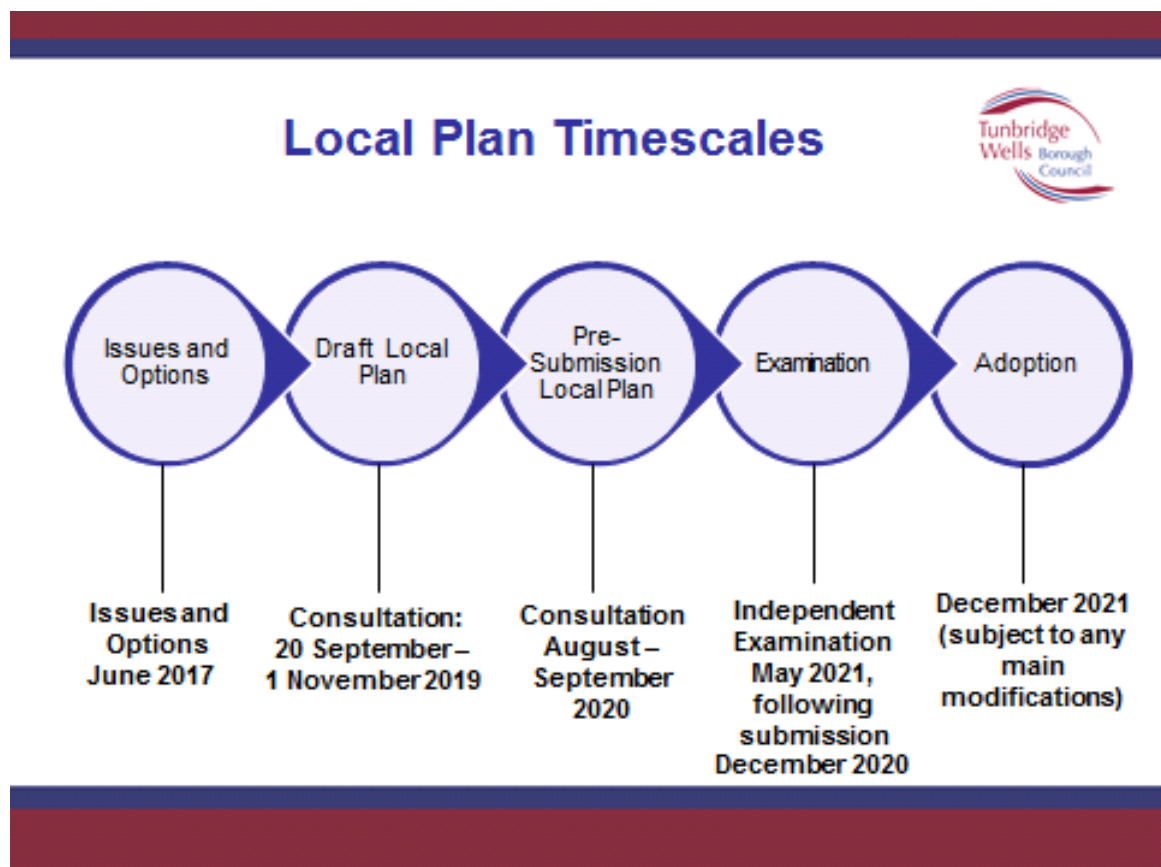 Local Plan Timescales
Tunbridge
Wells Borough
Council
Issues and
Options
Draft Local
Plan
Pre-
Submission
Local Plan
Examination
Adoption
Issues and
Options
June 2017
Consultation:
20 September –
1 November 2019
Consultation
August –
September
2020
Independent
Examination
May 2021,
following
submission
December 2020
December 2021
(subject to any
main
modifications)